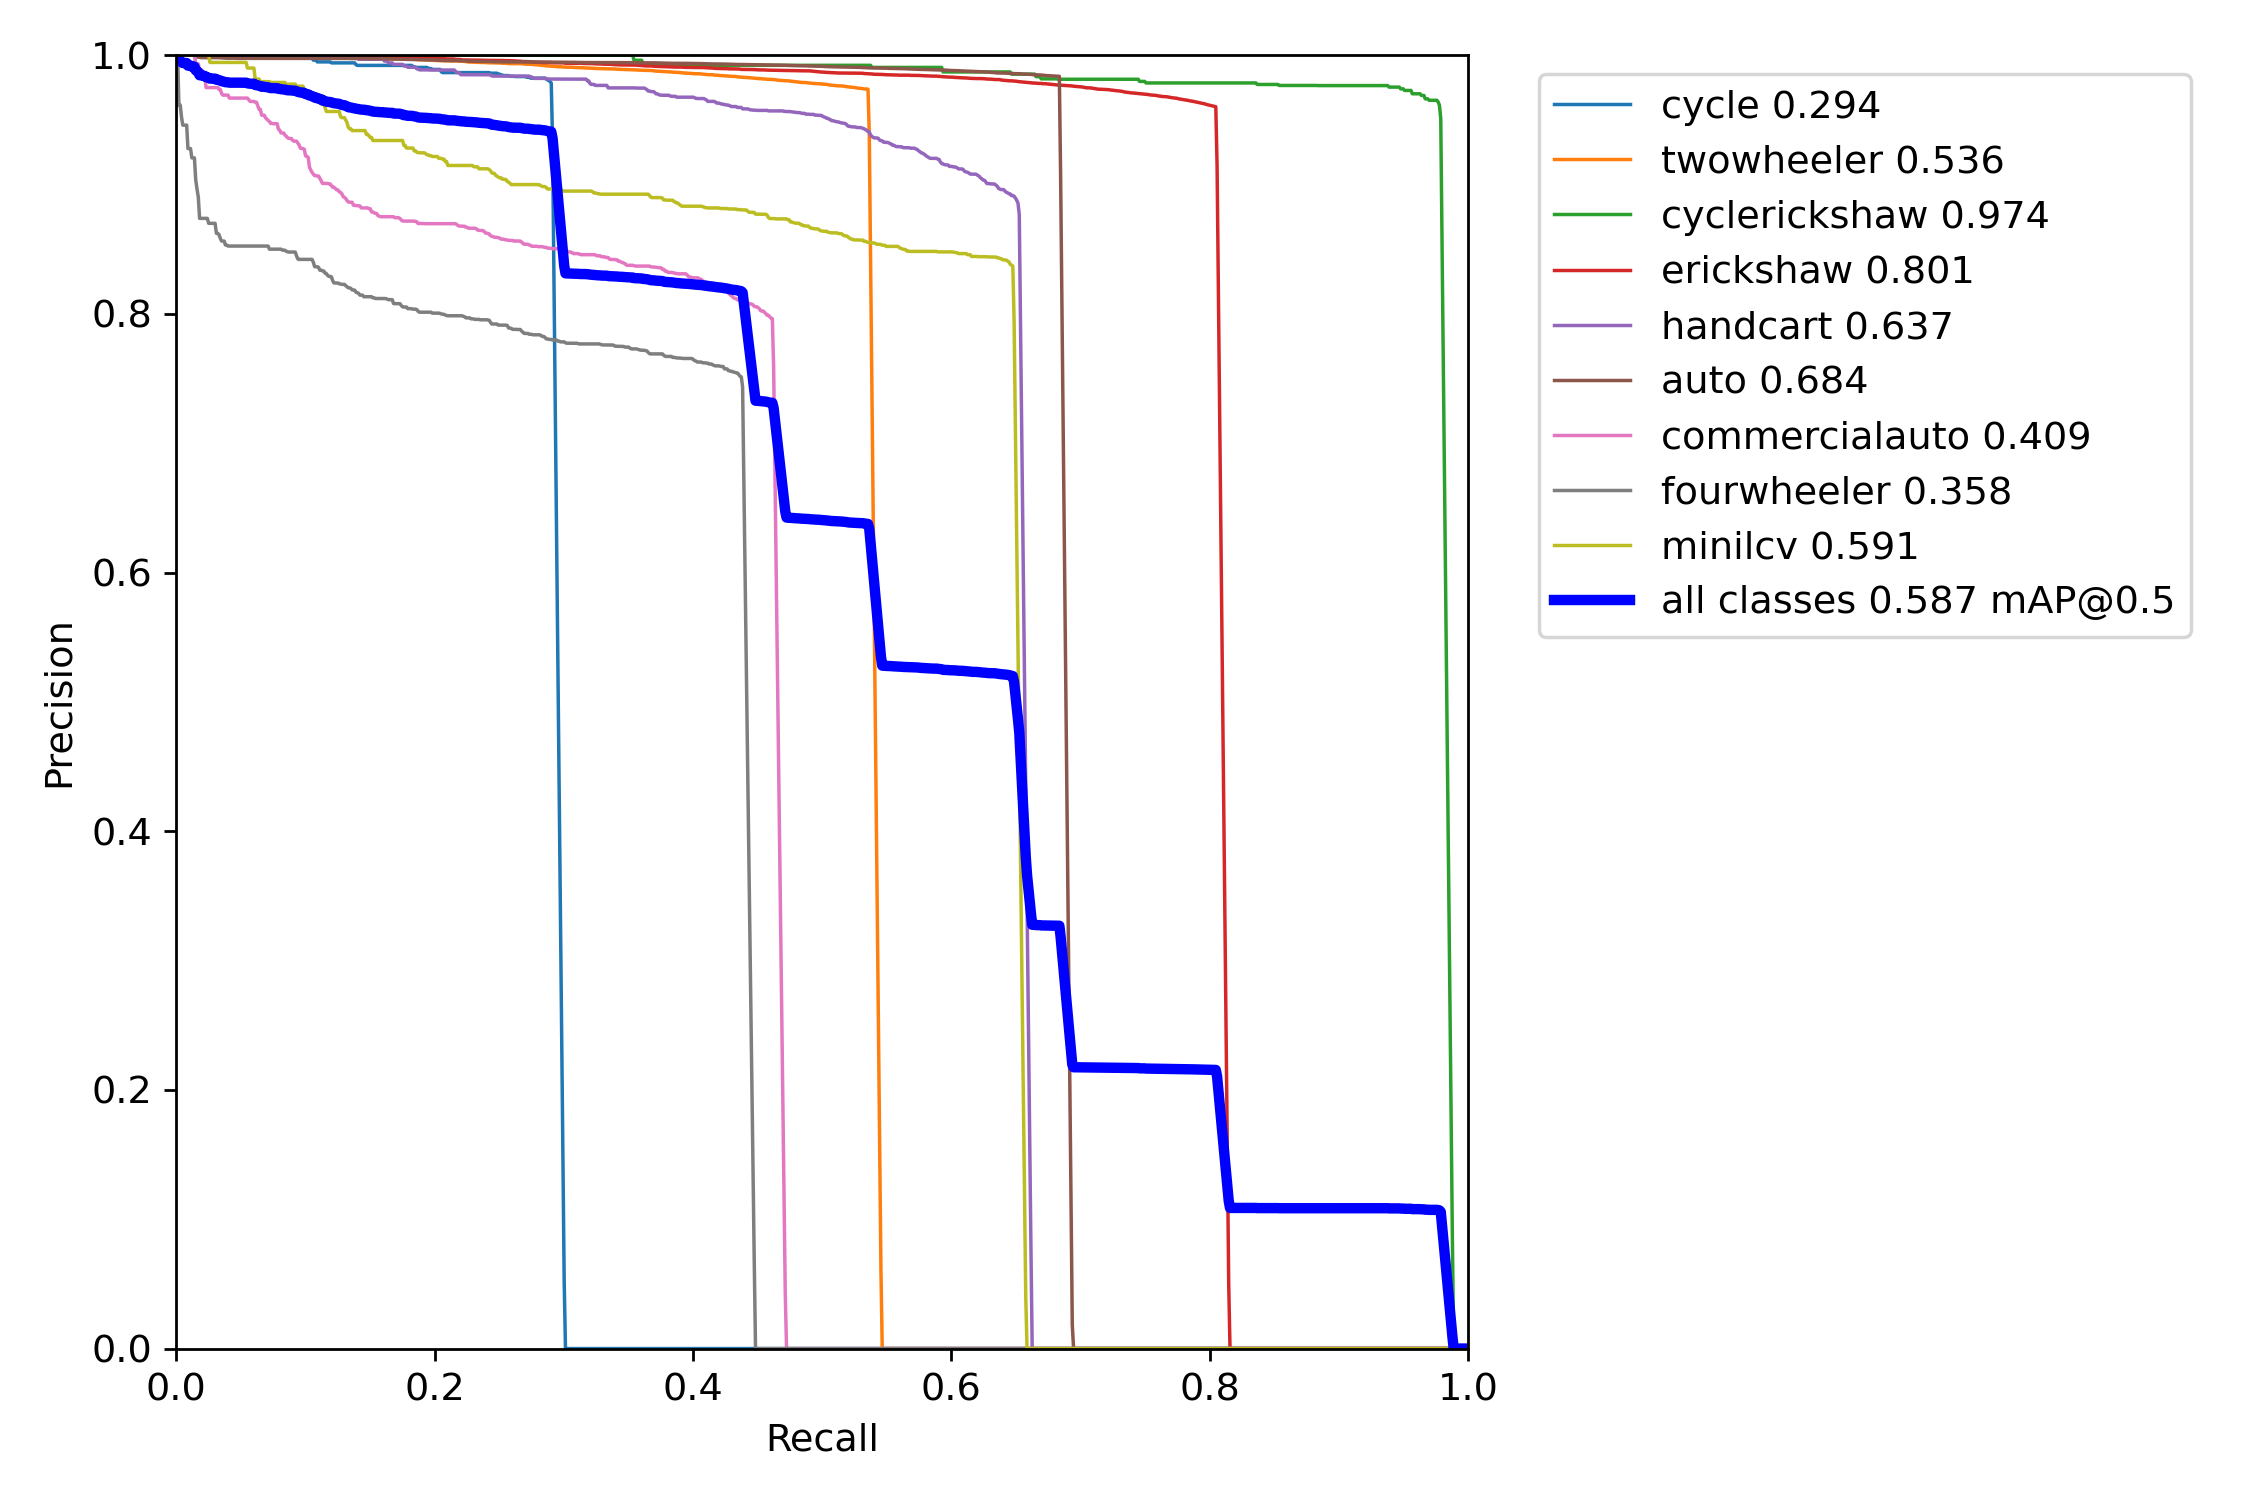 1.0
0.8
0.6
0.4
0.2
0.0
Precision
0.0 0.2 0.4 0.6 0.8 1.0
Recall
cycle 0.294
twowheeler 0.536
cyclerickshaw 0.974
erickshaw 0.801
handcart 0.637
auto 0.684
commercialauto 0.409
fourwheeler 0.358
minilcv 0.591
all classes 0.587 mAP@0.5